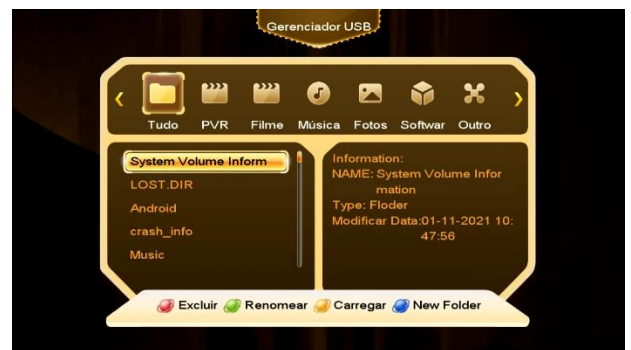 Gerenciador USB
Tudo PVR Filme Música Fotos Softwar Outro
System Volume Inform
LOST.DIR
Android
crash_info
Music
Information:
NAME: System Volume Infor
mation
Type: Floder
Modificar Data:01-11-2021 10:
47:56
Excluir Renomear Carregar New Folder